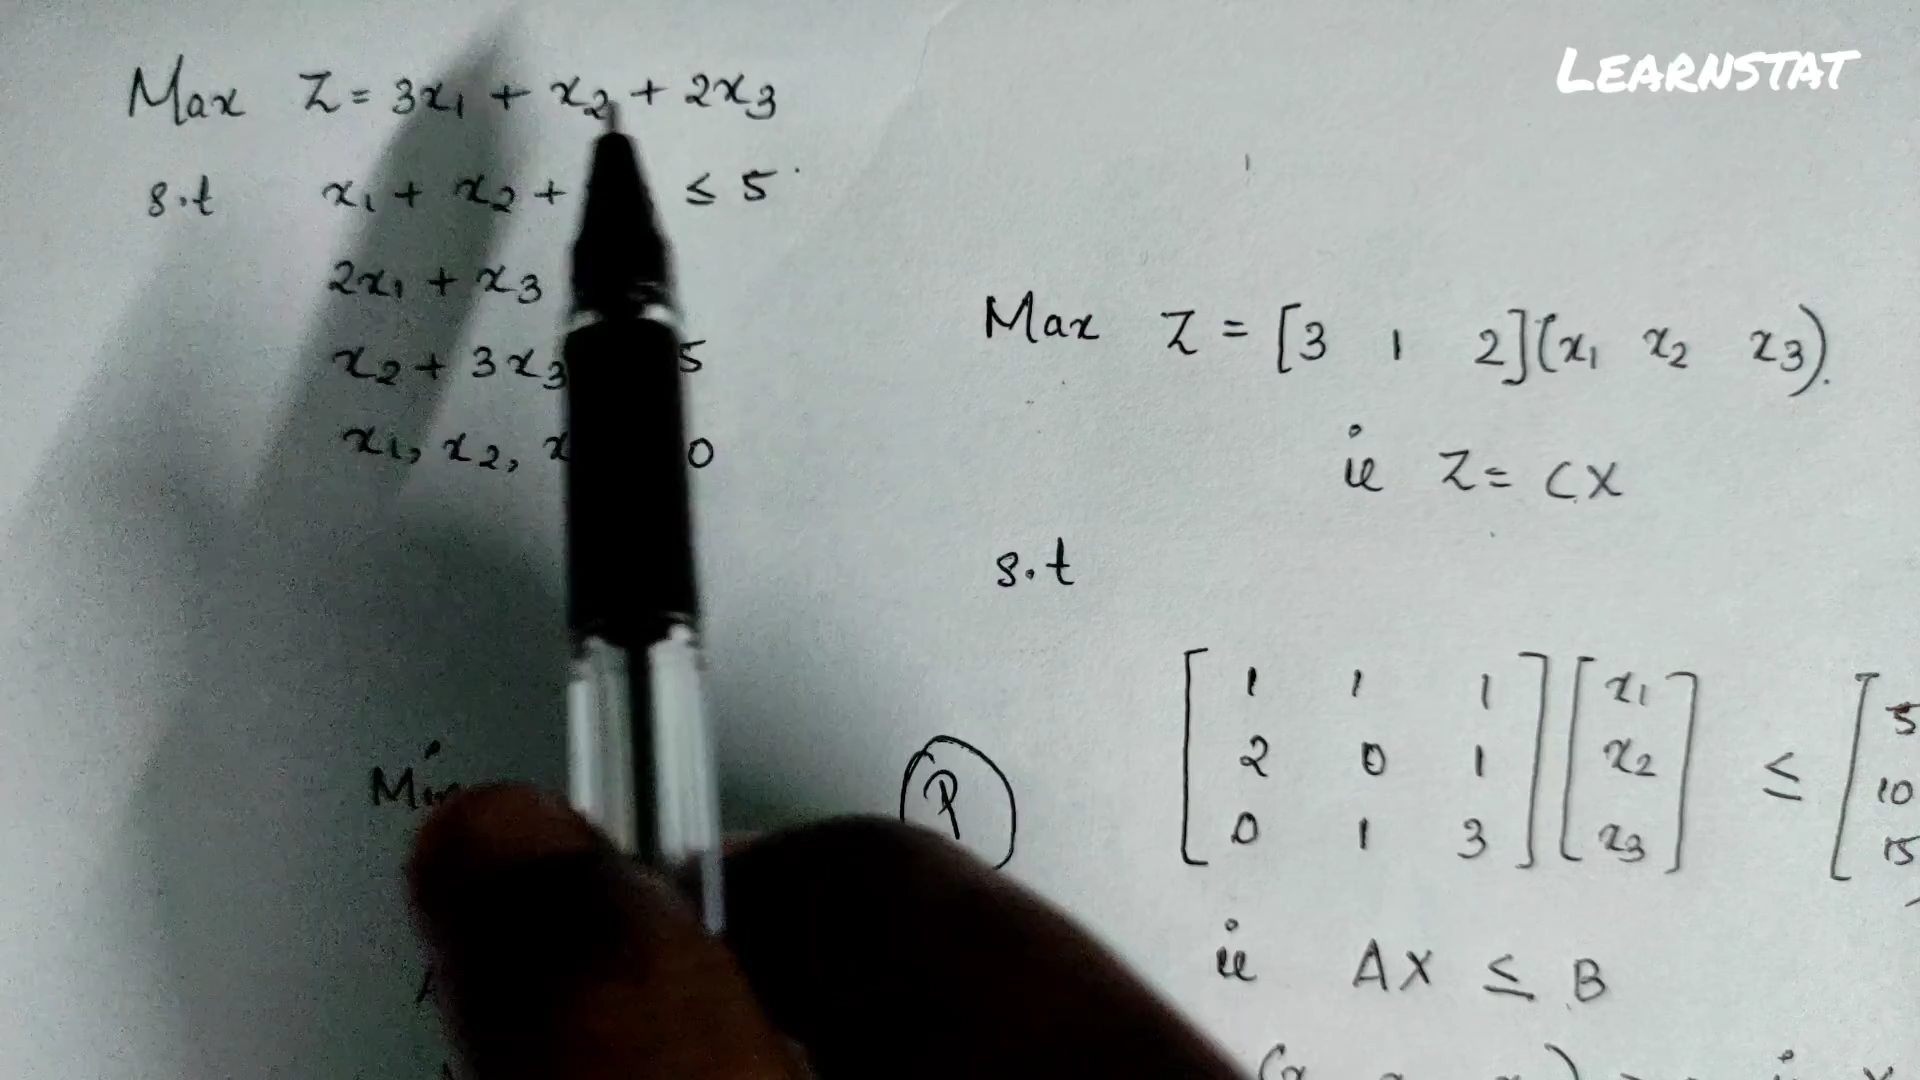 LEARNSTAT
Max Z = 3x₁ + x₂ + 2x₃
s.t x₁ + x₂ + ≤ 5
2x₁ + x₃
x₂ + 3x₃ 5
x₁, x₂, x 0
Max Z = [3 1 2](x₁ x₂ x₃).
ie Z = CX
s.t
P
[1 1 1] [x₁] ≤ [5
[2 0 1] [x₂] [10
[0 1 3] [x₃] [15
ie AX ≤ B